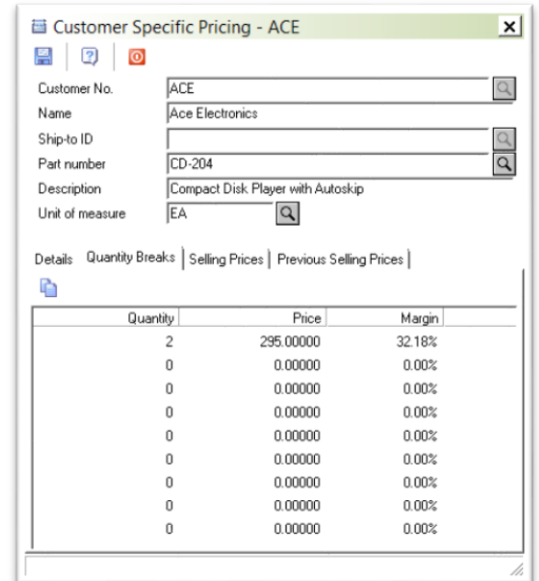 Customer Specific Pricing - ACE
Customer No. ACE
Name Ace Electronics
Ship-to ID
Part number CD-204
Description Compact Disk Player with Autoskip
Unit of measure EA
Details Quantity Breaks Selling Prices Previous Selling Prices
Quantity Price Margin
2 295.00000 32.18%
0 0.00000 0.00%
0 0.00000 0.00%
0 0.00000 0.00%
0 0.00000 0.00%
0 0.00000 0.00%
0 0.00000 0.00%
0 0.00000 0.00%
0 0.00000 0.00%